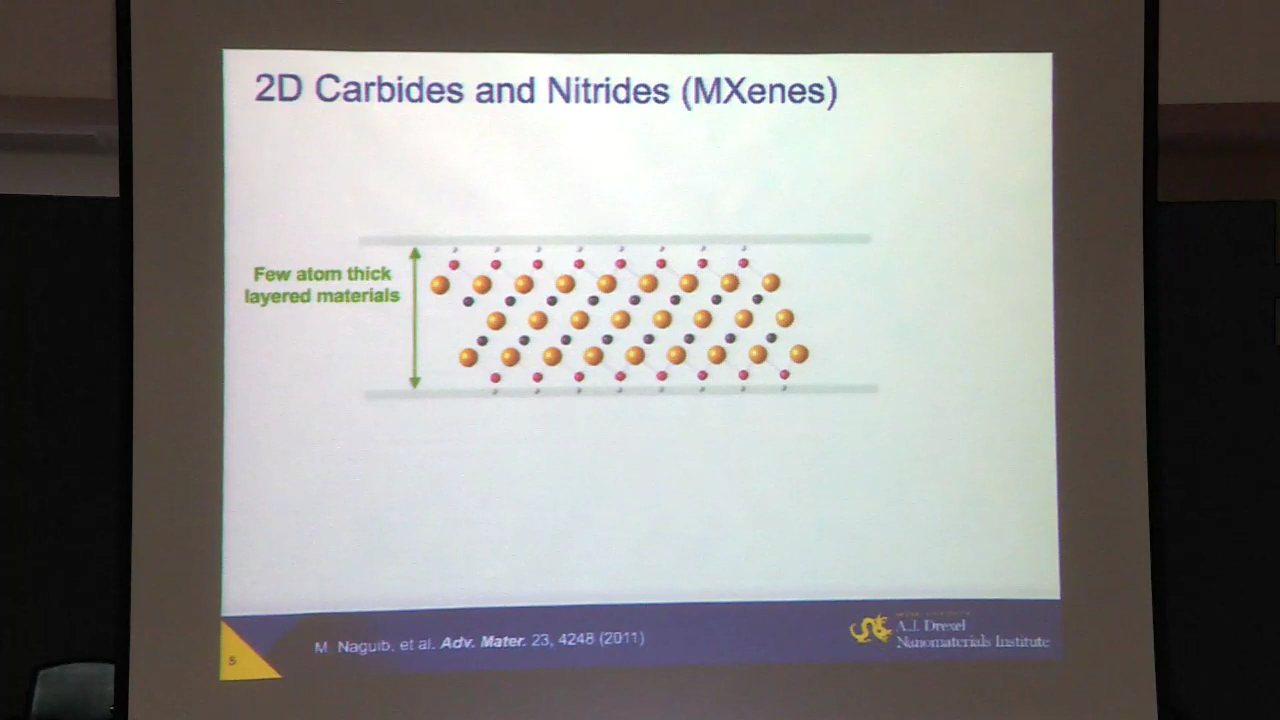 2D Carbides and Nitrides (MXenes)
Few atom thick
layered materials
M. Naguib, et al. Adv. Mater. 23, 4248 (2011)
A.J. Drexel
Nanomaterials Institute
5